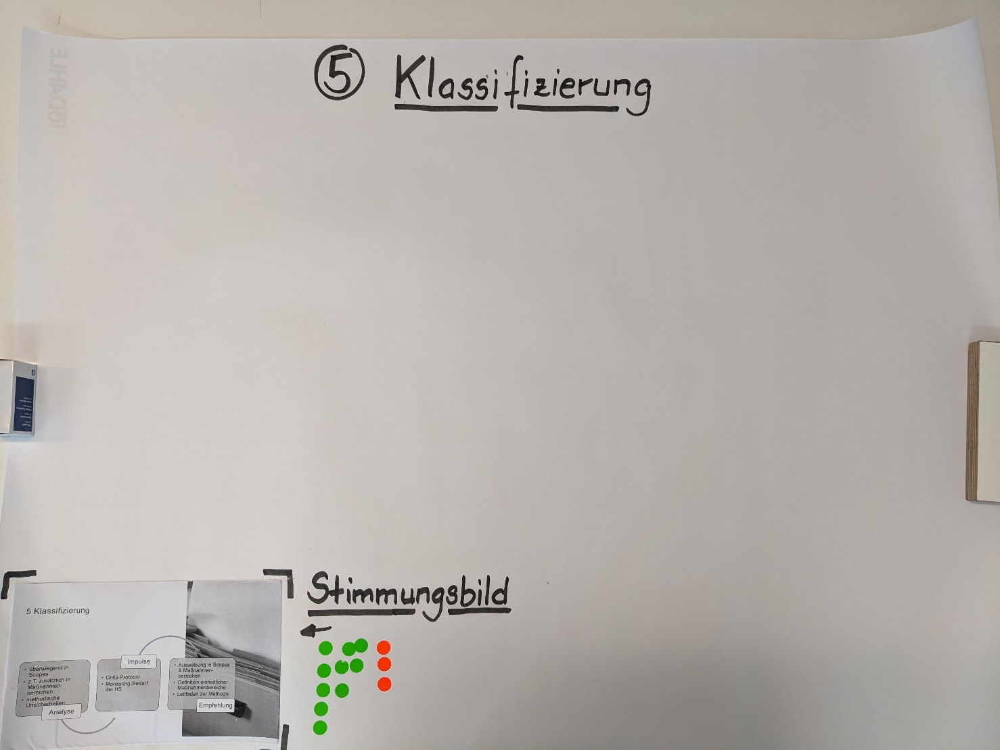 DAHLE
⑤ Klassifizierung
Stimmungsbild
5 Klassifizierung
• überwiegend in
Scopes
• z.T. zusätzlich in
Maßnahmen-
bereichen
• methodische
Unsicherheiten
Analyse
Impulse
• GHG-Protocol
• Monitoring-Bedarf
der HS
• Ausweisung in Scopes
& Maßnahmen-
bereichen
• Definition einheitlicher
Maßnahmenbereiche
• Leitfaden zur Methodik
Empfehlung